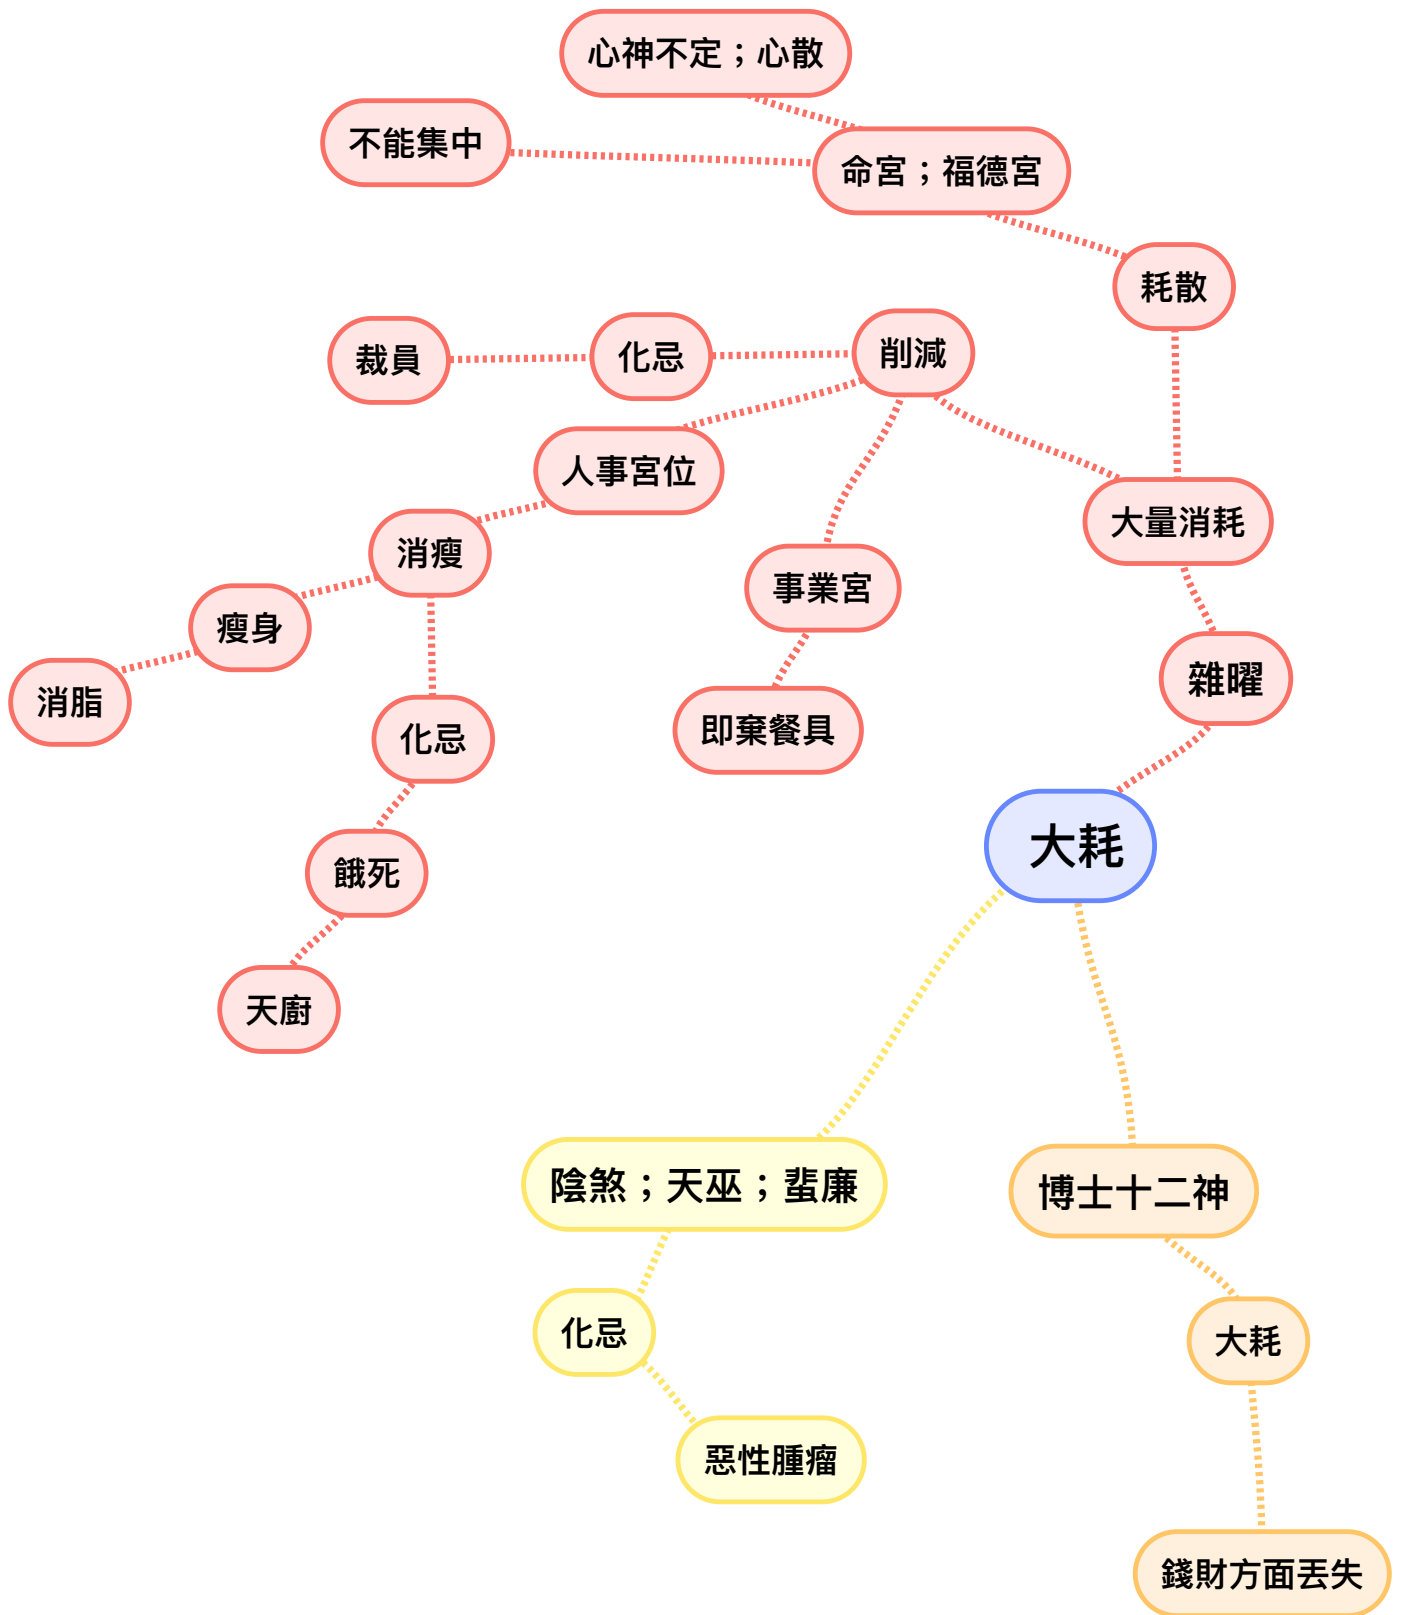 心神不定；心散
不能集中
命宮；福德宮
耗散
削減
化忌
裁員
人事宮位
大量消耗
消瘦
事業宮
瘦身
雜曜
消脂
即棄餐具
化忌
大耗
餓死
天廚
陰煞；天巫；蜚廉
博士十二神
化忌
大耗
惡性腫瘤
錢財方面丟失